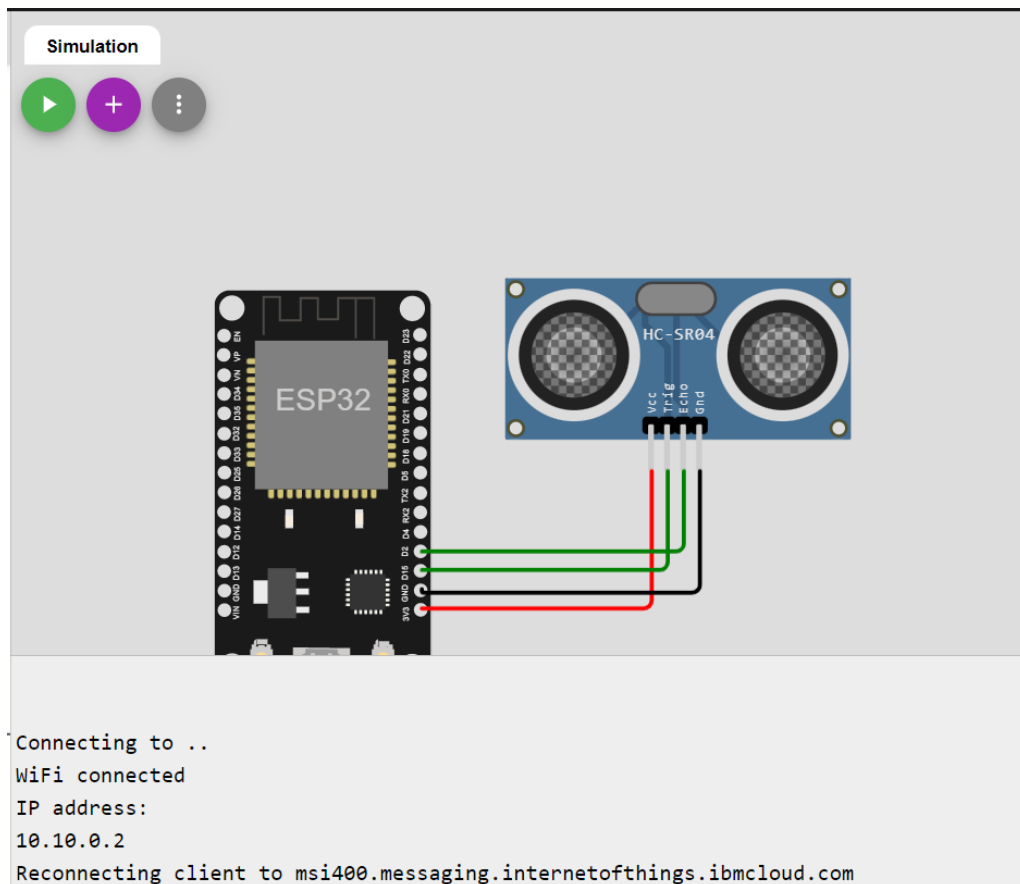 Simulation
ESP32
EN
VP
VN
D34
D35
D32
D33
D25
D26
D27
D14
D12
D13
GND
VIN
D23
D22
TX0
RX0
D21
D19
D18
D5
TX2
RX2
D4
D2
D15
GND
3V3
HC-SR04
Vcc
Trig
Echo
Gnd
Connecting to ..
WiFi connected
IP address:
10.10.0.2
Reconnecting client to msi400.messaging.internetofthings.ibmcloud.com